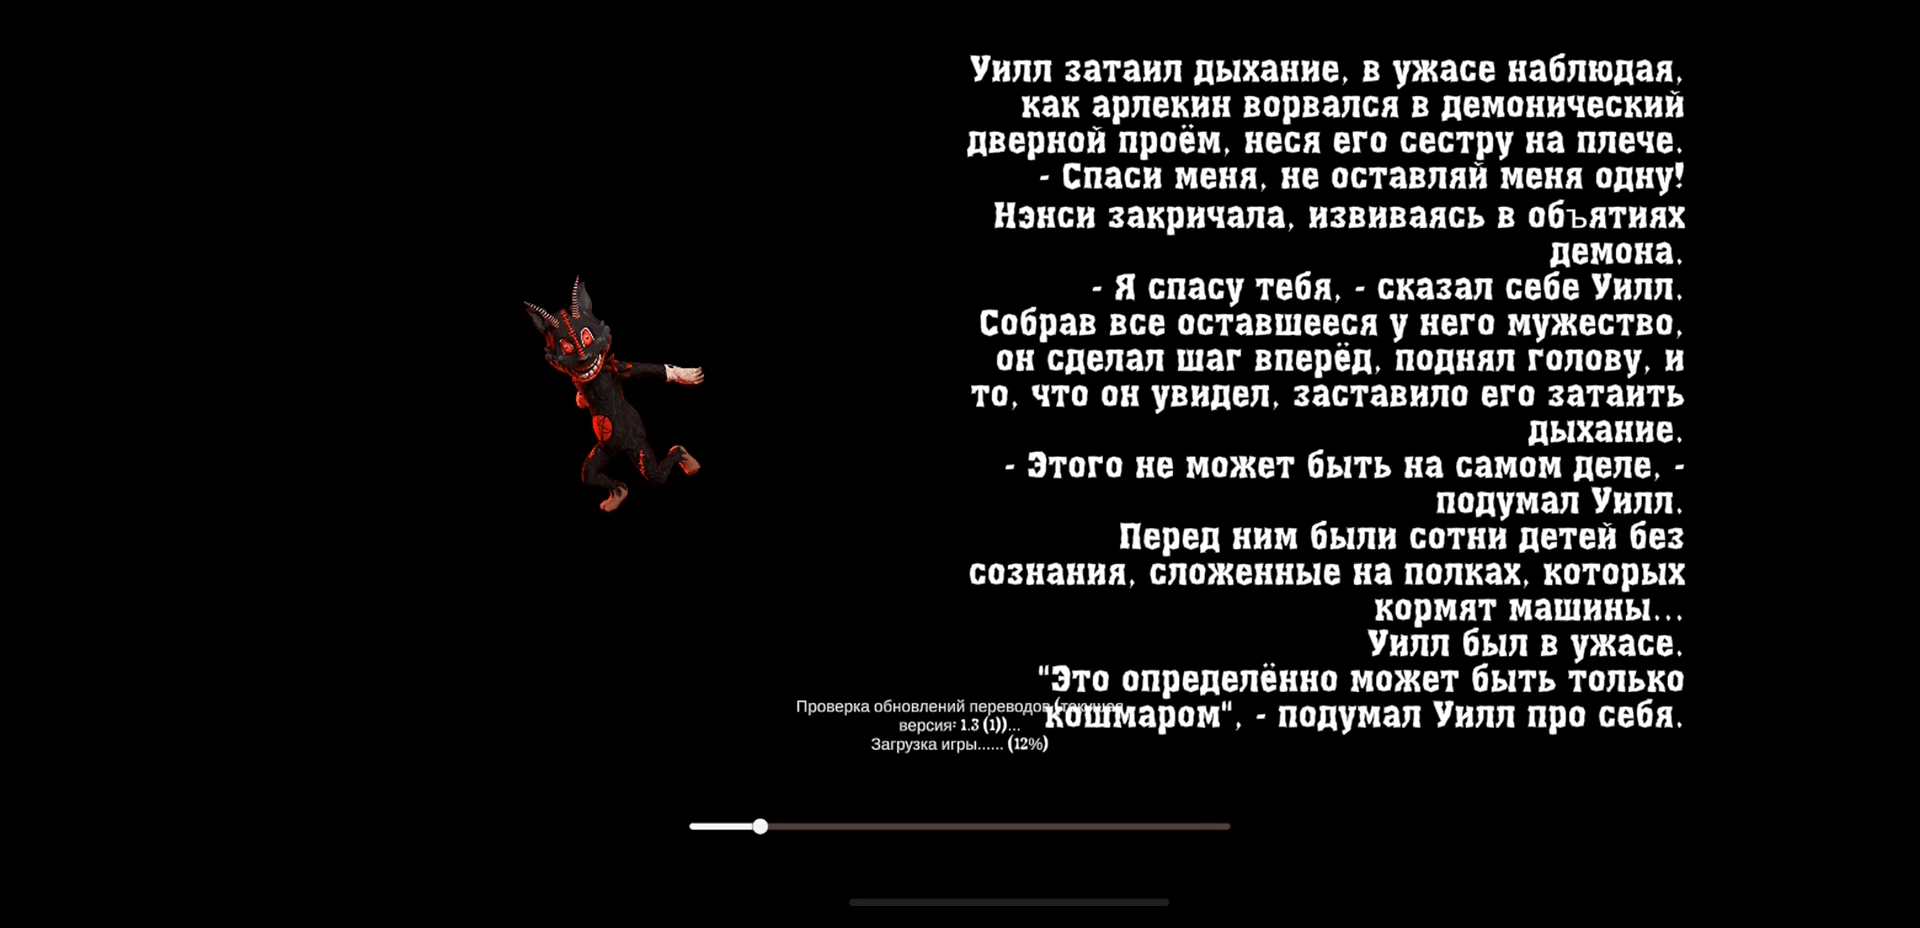 Уилл затаил дыхание, в ужасе наблюдая,
как арлекин ворвался в демонический
дверной проём, неся его сестру на плече.
- Спаси меня, не оставляй меня одну!
Нэнси закричала, извиваясь в объятиях
демона.
- Я спасу тебя, - сказал себе Уилл.
Собрав все оставшееся у него мужество,
он сделал шаг вперёд, поднял голову, и
то, что он увидел, заставило его затаить
дыхание.
- Этого не может быть на самом деле, -
подумал Уилл.
Перед ним были сотни детей без
сознания, сложенные на полках, которых
кормят машины...
Уилл был в ужасе.
"Это определённо может быть только
кошмаром", - подумал Уилл про себя.
Проверка обновлений переводов (текущая
версия: 1.3 (1))...
Загрузка игры...... (12%)